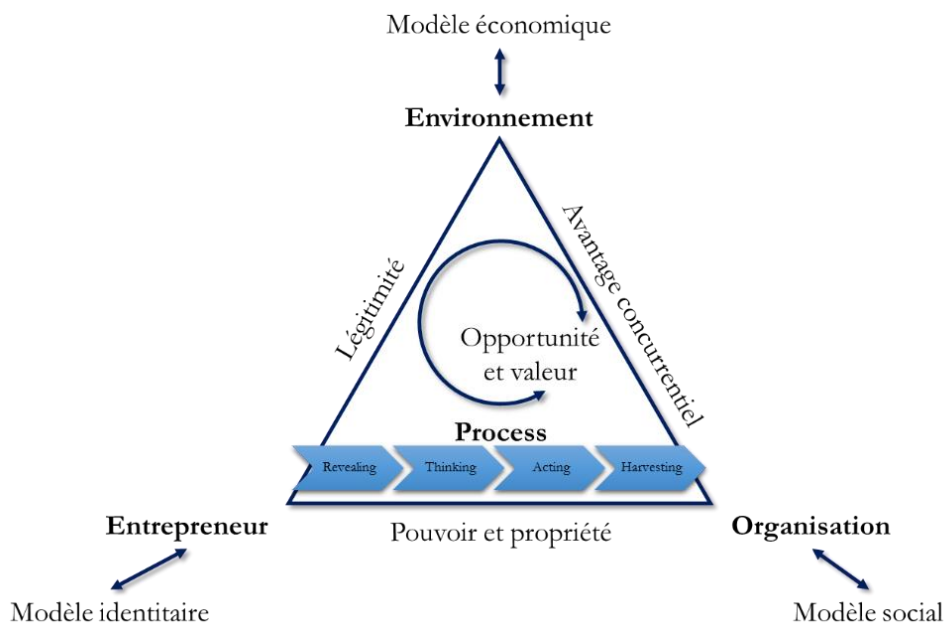 Modèle économique
Environnement
Légitimité
Avantage concurrentiel
Opportunité
et valeur
Process
Revealing
Thinking
Acting
Harvesting
Entrepreneur
Pouvoir et propriété
Organisation
Modèle identitaire
Modèle social